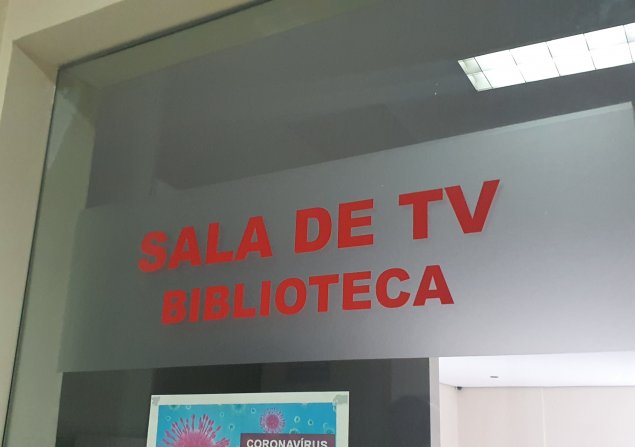 SALA DE TV
BIBLIOTECA
CORONAVÍRUS